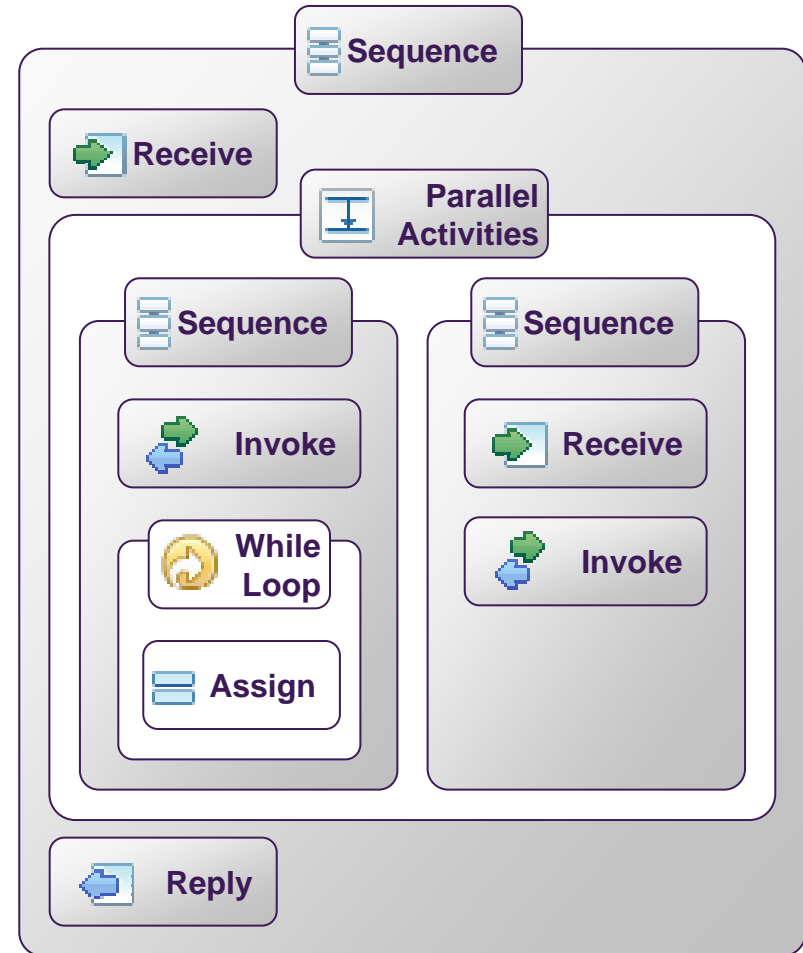 Sequence
Receive
Parallel
Activities
Sequence
Invoke
While
Loop
Assign
Sequence
Receive
Invoke
Reply